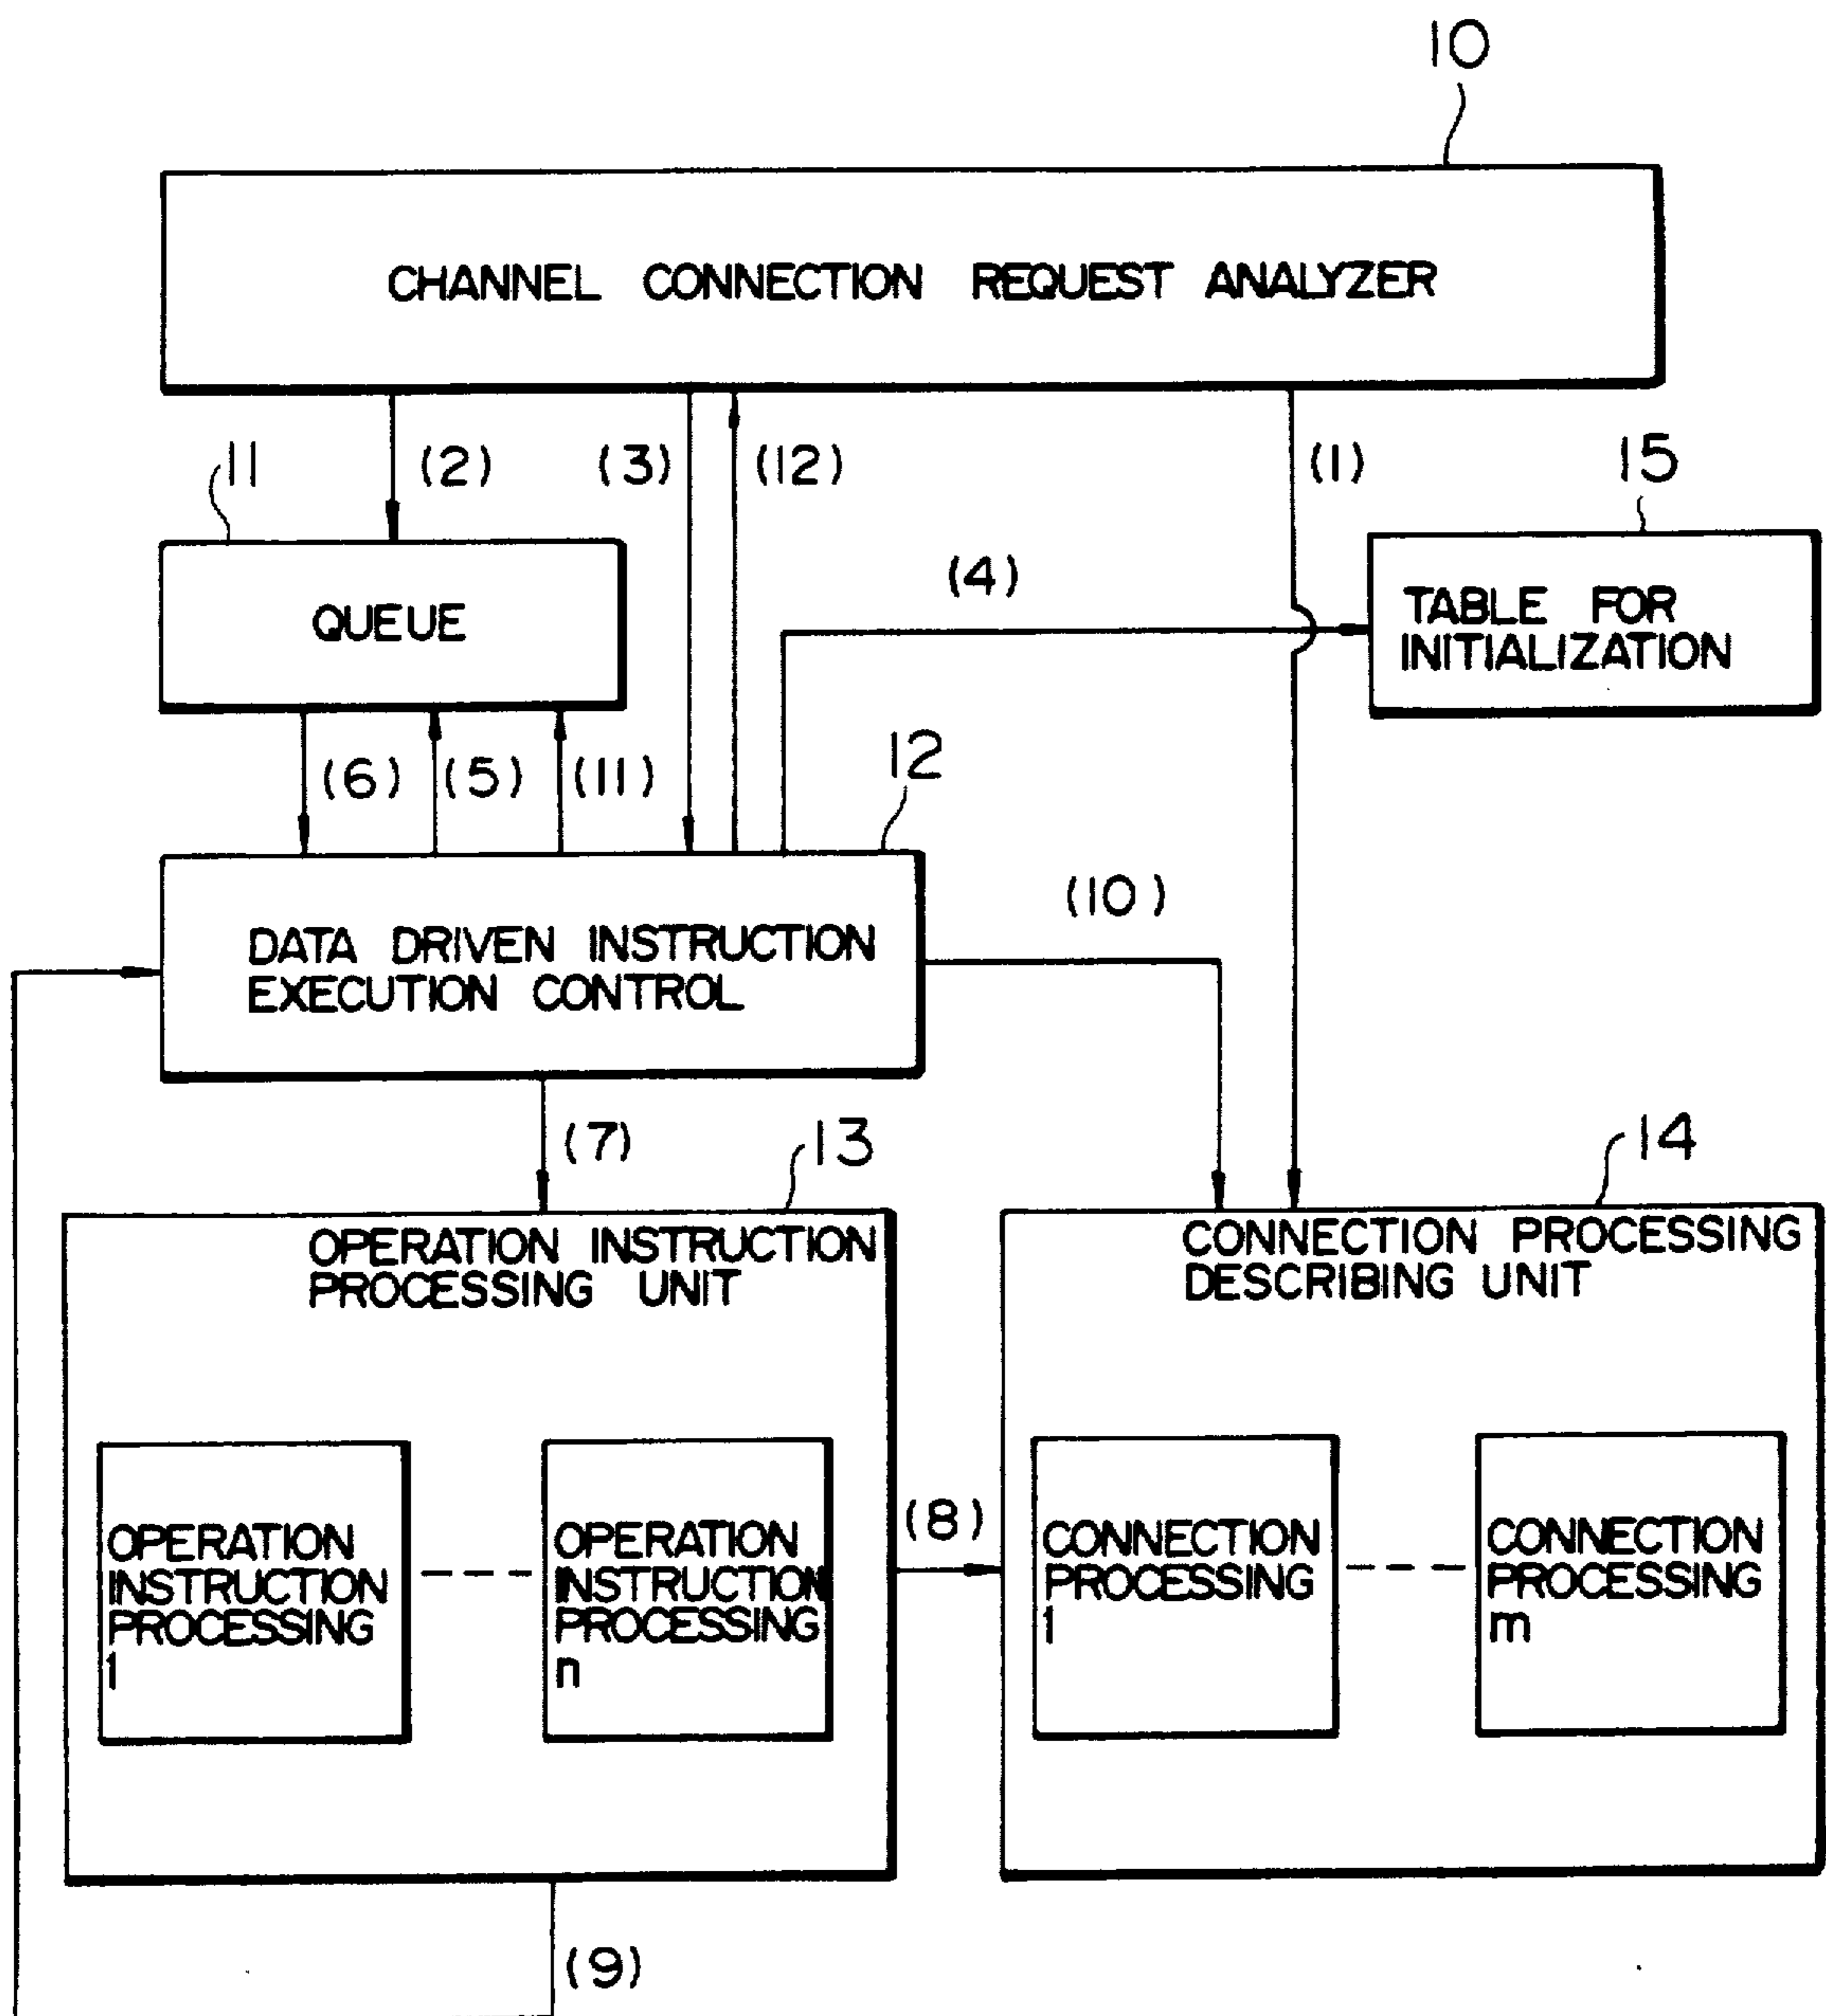 10
CHANNEL CONNECTION REQUEST ANALYZER
11
(2)
(3)
(12)
(1)
15
QUEUE
(4)
TABLE FOR
INITIALIZATION
(6)
(5)
(11)
12
(10)
DATA DRIVEN INSTRUCTION
EXECUTION CONTROL
(7)
13
14
OPERATION INSTRUCTION
PROCESSING UNIT
CONNECTION PROCESSING
DESCRIBING UNIT
OPERATION
INSTRUCTION
PROCESSING
1
OPERATION
INSTRUCTION
PROCESSING
n
(8)
CONNECTION
PROCESSING
1
CONNECTION
PROCESSING
m
(9)